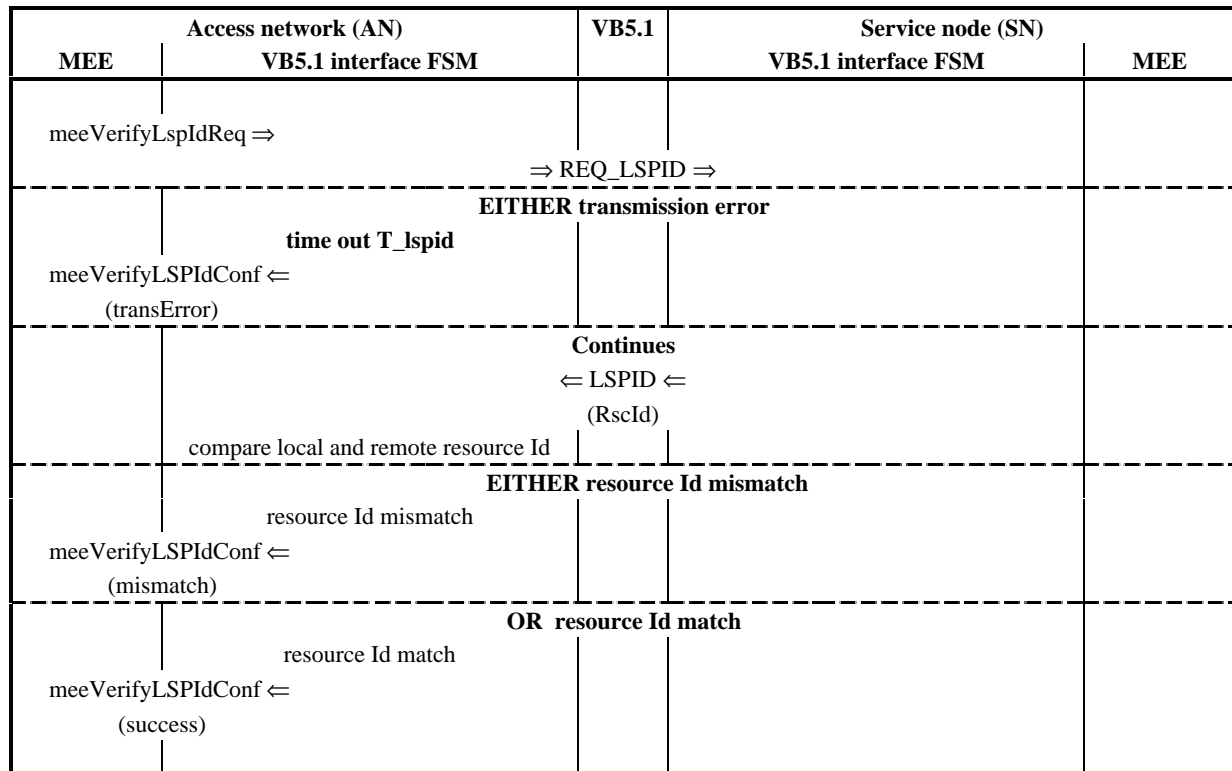 Access network (AN) VB5.1 Service node (SN)
MEE VB5.1 interface FSM VB5.1 interface FSM MEE
meeVerifyLspIdReq ⇒
⇒ REQ_LSPID ⇒
EITHER transmission error
time out T_lspid
meeVerifyLSPIdConf ⇐
(transError)
Continues
⇐ LSPID ⇐
(RscId)
compare local and remote resource Id
EITHER resource Id mismatch
resource Id mismatch
meeVerifyLSPIdConf ⇐
(mismatch)
OR resource Id match
resource Id match
meeVerifyLSPIdConf ⇐
(success)